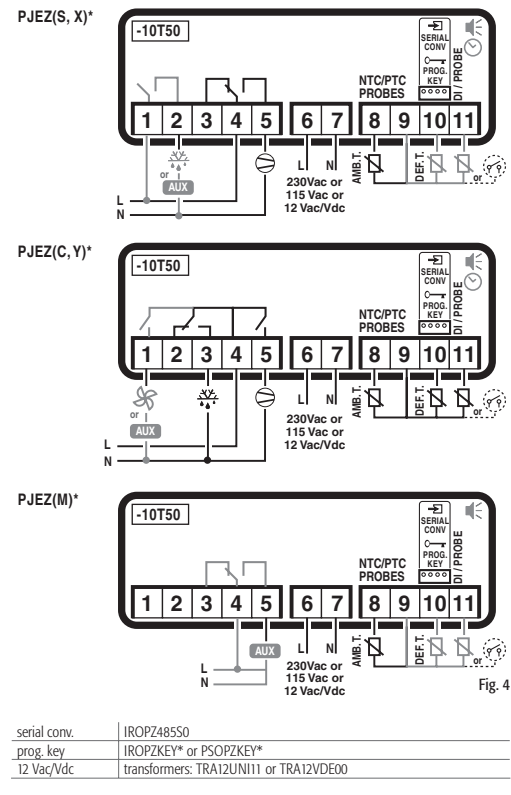 PJEZ(S, X)*
-10T50
SERIAL
CONV
PROG.
KEY
NTC/PTC
PROBES
DI / PROBE
1 2 3 4 5 6 7 8 9 10 11
or
AUX
L
N
L N
230Vac or
115 Vac or
12 Vac/Vdc
AMB.T.
DEF.T.
or
PJEZ(C, Y)*
-10T50
SERIAL
CONV
PROG.
KEY
NTC/PTC
PROBES
DI / PROBE
1 2 3 4 5 6 7 8 9 10 11
or
AUX
L
N
L N
230Vac or
115 Vac or
12 Vac/Vdc
AMB.T.
DEF.T.
or
PJEZ(M)*
-10T50
SERIAL
CONV
PROG.
KEY
NTC/PTC
PROBES
DI / PROBE
1 2 3 4 5 6 7 8 9 10 11
AUX
L
N
L N
230Vac or
115 Vac or
12 Vac/Vdc
AMB.T.
DEF.T.
or
Fig. 4
serial conv. IROPZ485S0
prog. key IROPZKEY* or PSOPZKEY*
12 Vac/Vdc transformers: TRA12UNI11 or TRA12VDE00